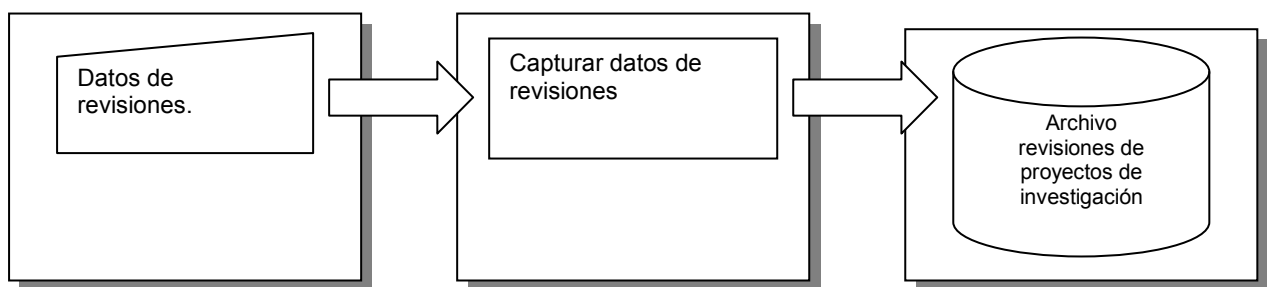 Datos de
revisiones.
Capturar datos de
revisiones
Archivo
revisiones de
proyectos de
investigación